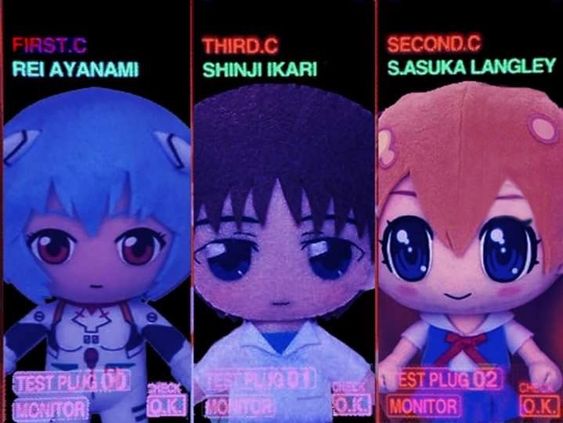 FIRST.C
REI AYANAMI
TEST PLUG 00
MONITOR
CHECK
O.K.
THIRD.C
SHINJI IKARI
TEST PLUG 01
MONITOR
CHECK
O.K.
SECOND.C
S.ASUKA LANGLEY
TEST PLUG 02
MONITOR
CHECK
O.K.